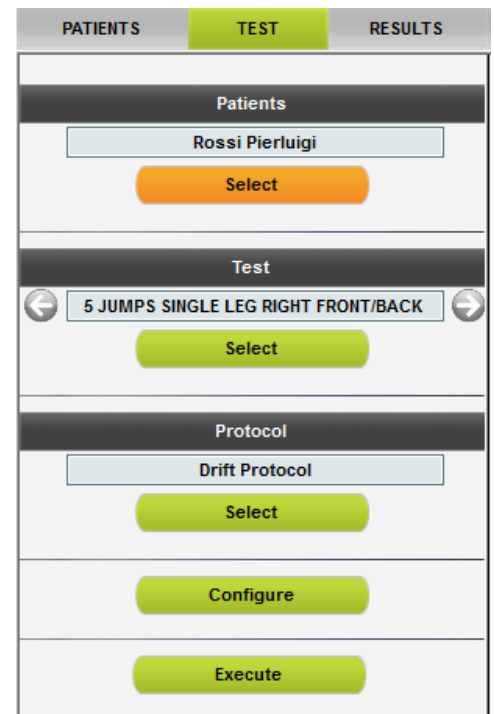 PATIENTS TEST RESULTS
Patients
Rossi Pierluigi
Select
Test
5 JUMPS SINGLE LEG RIGHT FRONT/BACK
Select
Protocol
Drift Protocol
Select
Configure
Execute